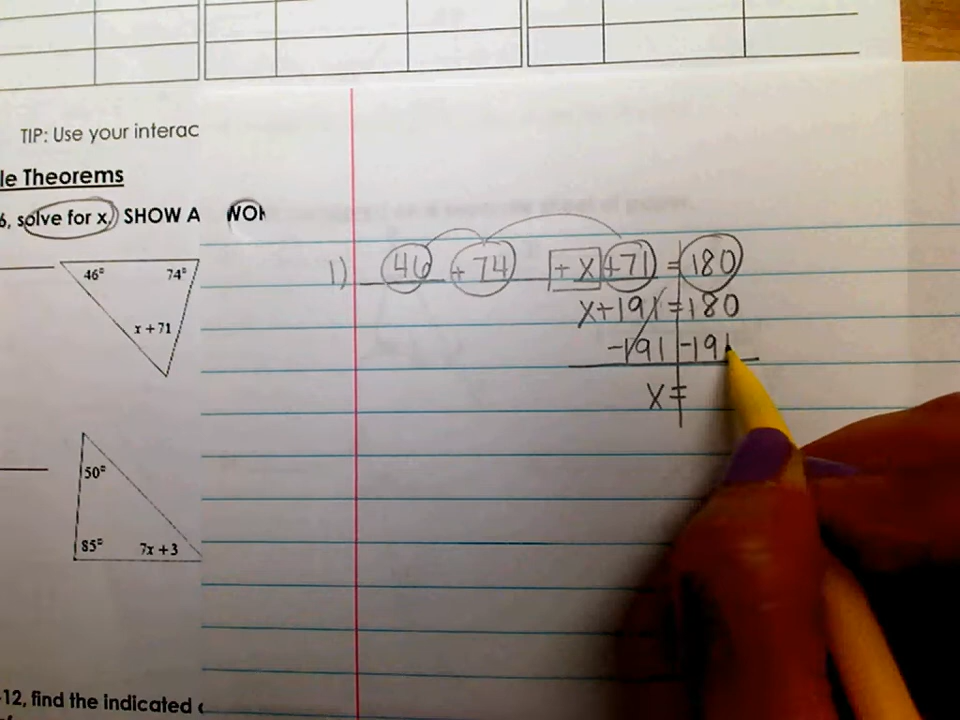 TIP: Use your interac
le Theorems
6, solve for x. SHOW A WOR
46° 74°
x + 71
1) 46 + 74 + x + 71 = 180
x + 191 = 180
-191 -191
x =
50°
85° 7x + 3
-12, find the indicated